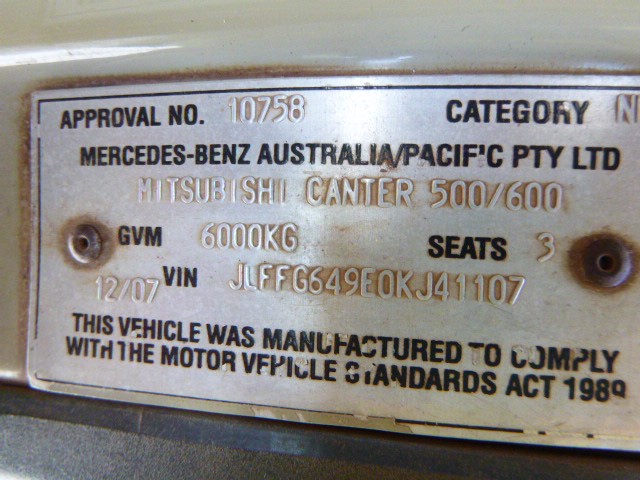 APPROVAL NO. 10758 CATEGORY N
MERCEDES-BENZ AUSTRALIA/PACIFIC PTY LTD
MITSUBISHI CANTER 500/600
GVM 6000KG SEATS 3
12/07 VIN JLFFG649E0KJ41107
THIS VEHICLE WAS MANUFACTURED TO COMPLY
WITH THE MOTOR VEHICLE STANDARDS ACT 1989